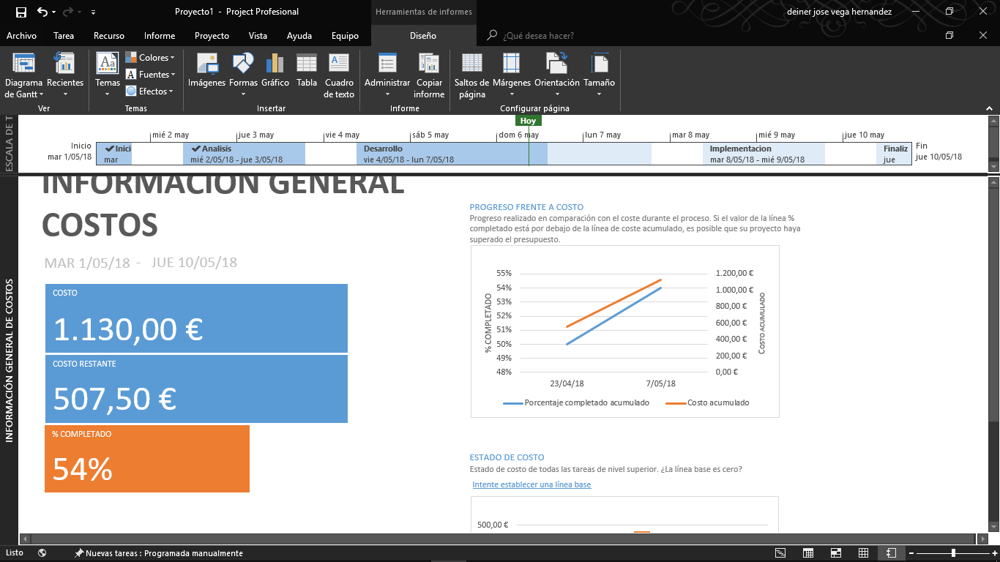 Proyecto1 - Project Profesional
Herramientas de informes
deiner jose vega hernandez
Archivo Tarea Recurso Informe Proyecto Vista Ayuda Equipo Diseño ¿Qué desea hacer?
Diagrama de Gantt
Recientes
Ver
Temas
Colores
Fuentes
Efectos
Temas
Imágenes
Formas
Gráfico
Tabla
Cuadro de texto
Insertar
Administrar
Copiar informe
Informe
Saltos de página
Márgenes
Orientación
Tamaño
Configurar página
ESCALA DE T
Hoy
mié 2 may jue 3 may vie 4 may sáb 5 may dom 6 may lun 7 may mar 8 may mié 9 may jue 10 may
Inicio
mar 1/05/18
Inici
mar
Analisis
mié 2/05/18 - jue 3/05/18
Desarrollo
vie 4/05/18 - lun 7/05/18
Implementacion
mar 8/05/18 - mié 9/05/18
Finaliz
jue
Fin
jue 10/05/18
INFORMACIÓN GENERAL DE COSTOS
INFORMACION GENERAL
COSTOS
MAR 1/05/18 - JUE 10/05/18
COSTO
1.130,00 €
COSTO RESTANTE
507,50 €
% COMPLETADO
54%
PROGRESO FRENTE A COSTO
Progreso realizado en comparación con el coste durante el proceso. Si el valor de la línea %
completado está por debajo de la línea de coste acumulado, es posible que su proyecto haya
superado el presupuesto.
% COMPLETADO
55%
54%
53%
52%
51%
50%
49%
48%
1.200,00 €
1.000,00 €
800,00 €
600,00 €
400,00 €
200,00 €
0,00 €
COSTO ACUMULADO
23/04/18 7/05/18
Porcentaje completado acumulado Costo acumulado
ESTADO DE COSTO
Estado de costo de todas las tareas de nivel superior. ¿La línea base es cero?
Intente establecer una línea base
500,00 €
Listo
Nuevas tareas : Programada manualmente